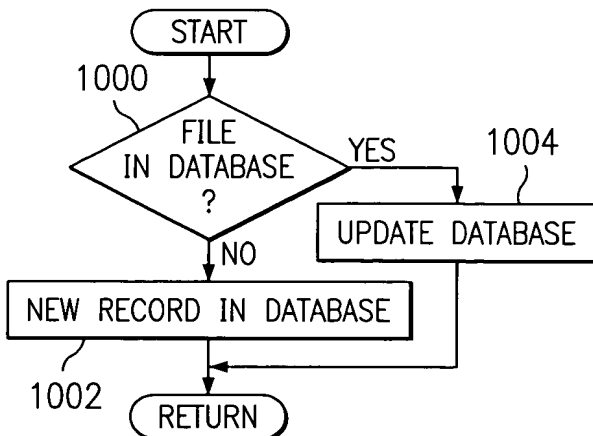 START
1000
FILE
IN DATABASE
?
YES
1004
UPDATE DATABASE
NO
NEW RECORD IN DATABASE
1002
RETURN